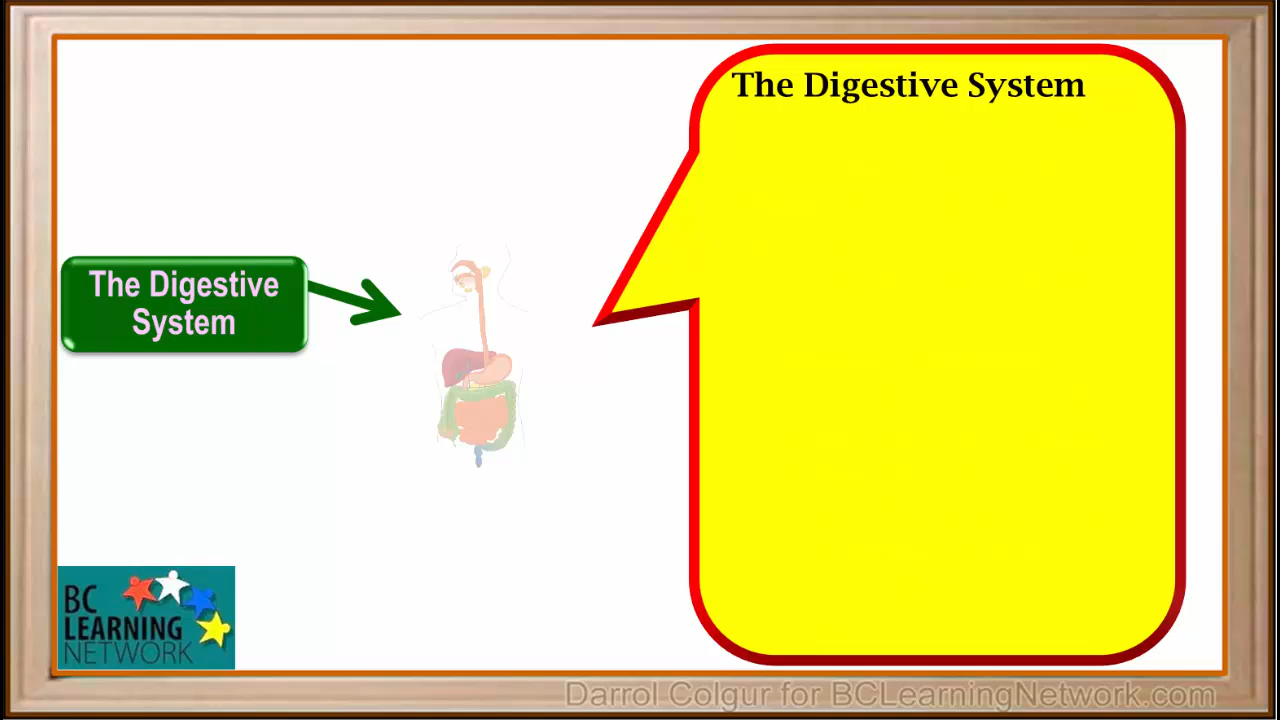 The Digestive System
The Digestive
System
BC
LEARNING
NETWORK
Darrol Colgur for BCLearningNetwork.com